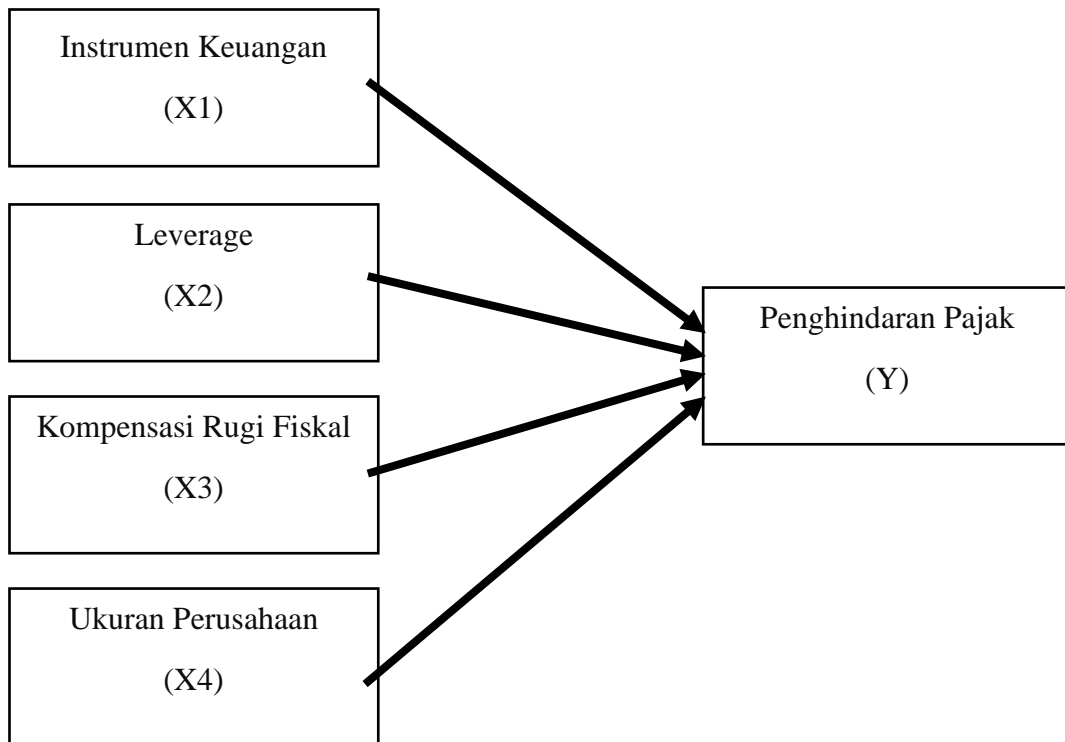 Instrumen Keuangan
(X1)
Leverage
(X2)
Kompensasi Rugi Fiskal
(X3)
Ukuran Perusahaan
(X4)
Penghindaran Pajak
(Y)